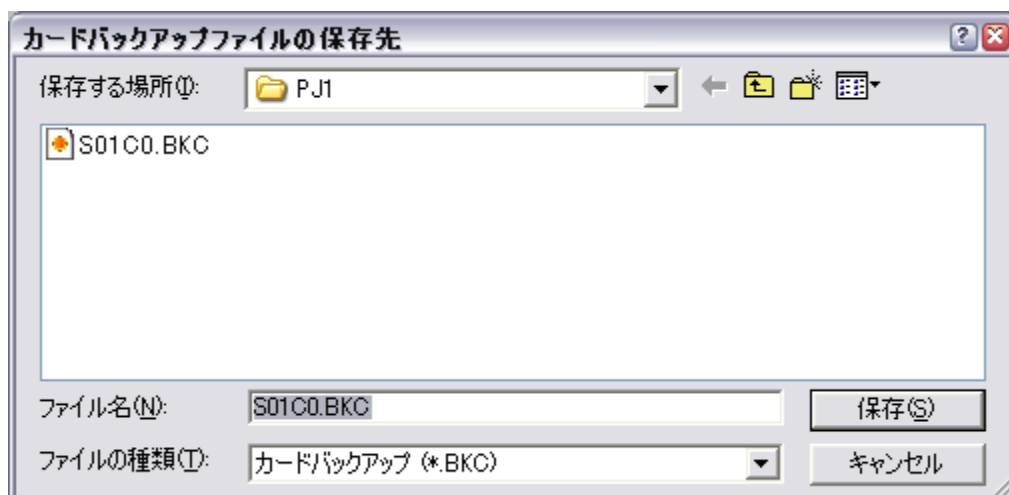 カードバックアップファイルの保存先
保存する場所(I): PJ1
S01C0.BKC
ファイル名(N): S01C0.BKC 保存(S)
ファイルの種類(T): カードバックアップ (*.BKC) キャンセル